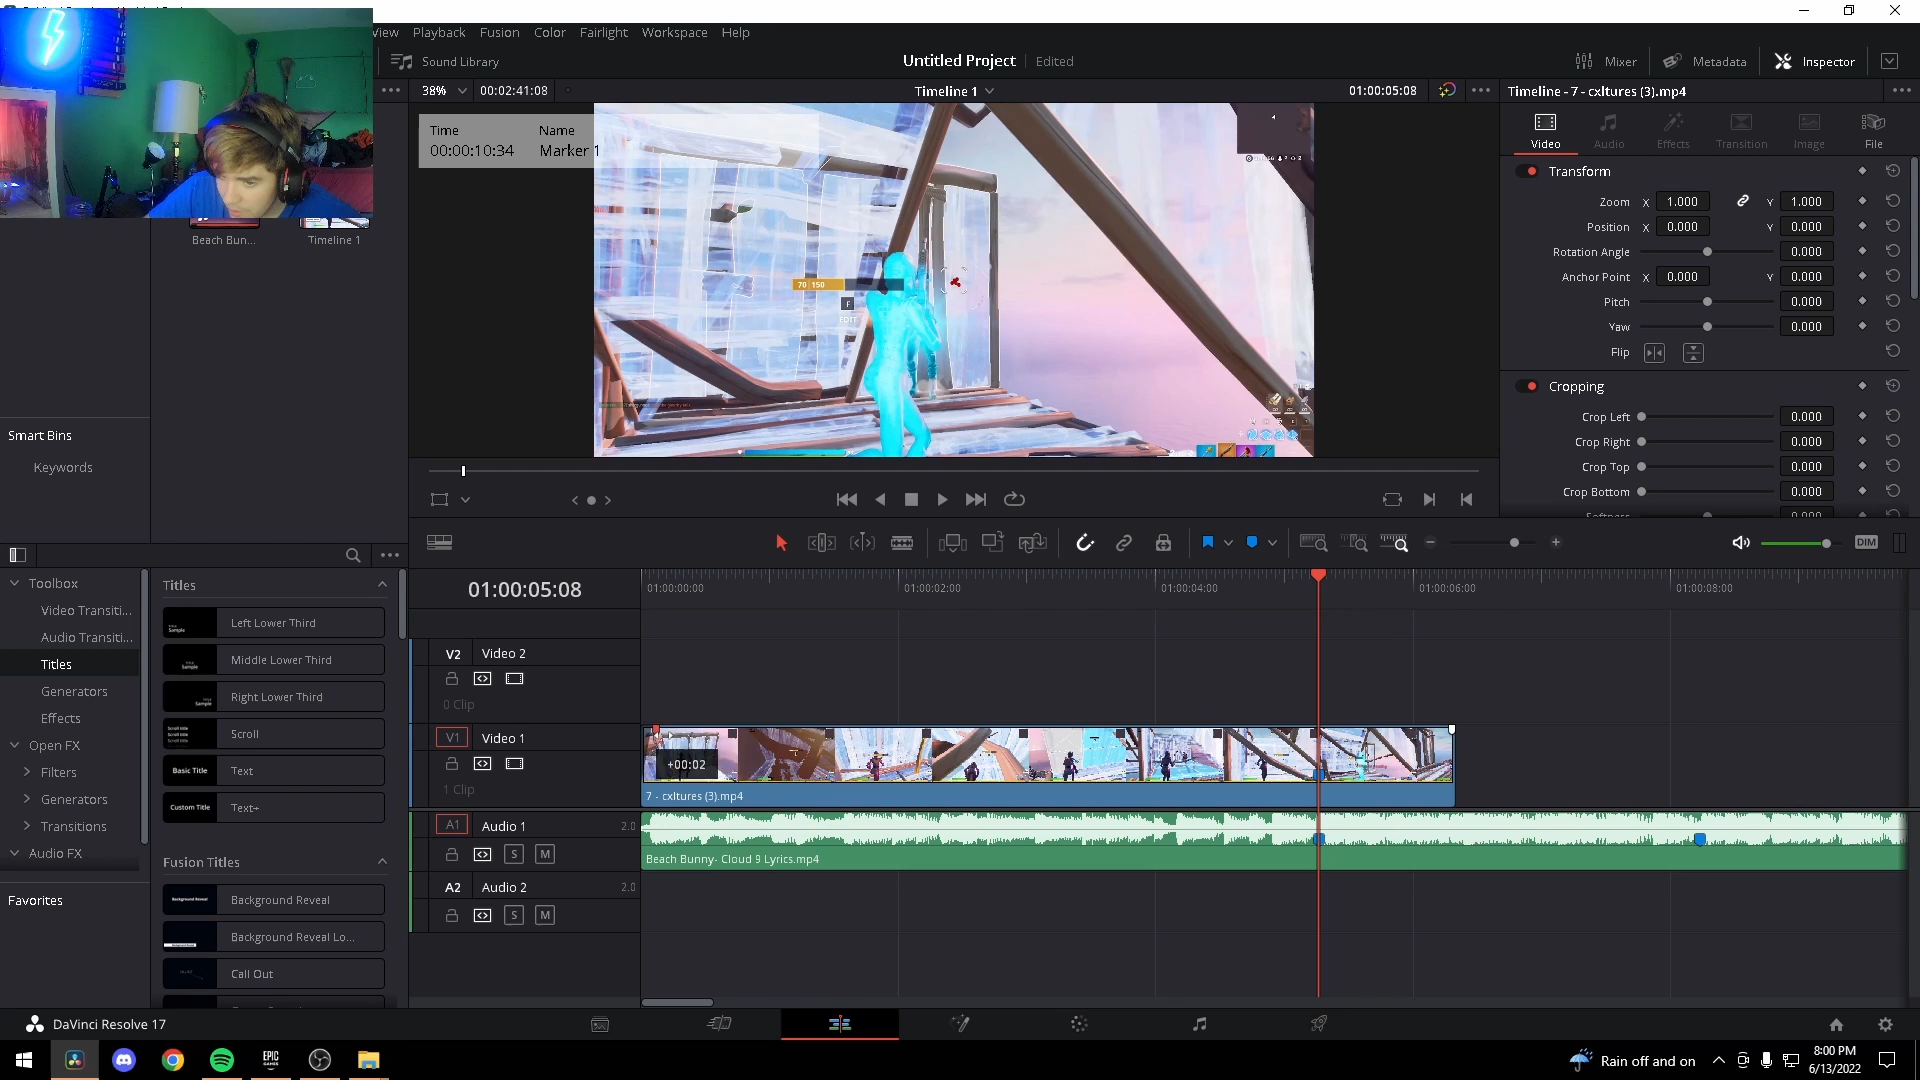 View Playback Fusion Color Fairlight Workspace Help
Sound Library
Untitled Project Edited
Mixer Metadata Inspector
38% 00:02:41:08 Timeline 1 01:00:05:08
Timeline - 7 - cxltures (3).mp4
Time Name
00:00:10:34 Marker 1
70 | 150
F
EDIT
Beach Bun... Timeline 1
Smart Bins
Keywords
Video Audio Effects Transition Image File
Transform
Zoom X 1.000 Y 1.000
Position X 0.000 Y 0.000
Rotation Angle 0.000
Anchor Point X 0.000 Y 0.000
Pitch 0.000
Yaw 0.000
Flip
Cropping
Crop Left 0.000
Crop Right 0.000
Crop Top 0.000
Crop Bottom 0.000
Softness 0.000
DIM
Toolbox
Video Transiti...
Audio Transiti...
Titles
Generators
Effects
Open FX
Filters
Generators
Transitions
Audio FX
Favorites
Titles
Left Lower Third
Middle Lower Third
Right Lower Third
Scroll
Basic Title Text
Custom Title Text+
Fusion Titles
Background Reveal Background Reveal
Background Reveal Lo...
Call Out
01:00:05:08
01:00:00:00 01:00:02:00 01:00:04:00 01:00:06:00 01:00:08:00
V2 Video 2
0 Clip
V1 Video 1
1 Clip
+00:02
7 - cxltures (3).mp4
A1 Audio 1 2.0
S M
Beach Bunny- Cloud 9 Lyrics.mp4
A2 Audio 2 2.0
S M
DaVinci Resolve 17
EPIC GAMES
Rain off and on
8:00 PM
6/13/2022